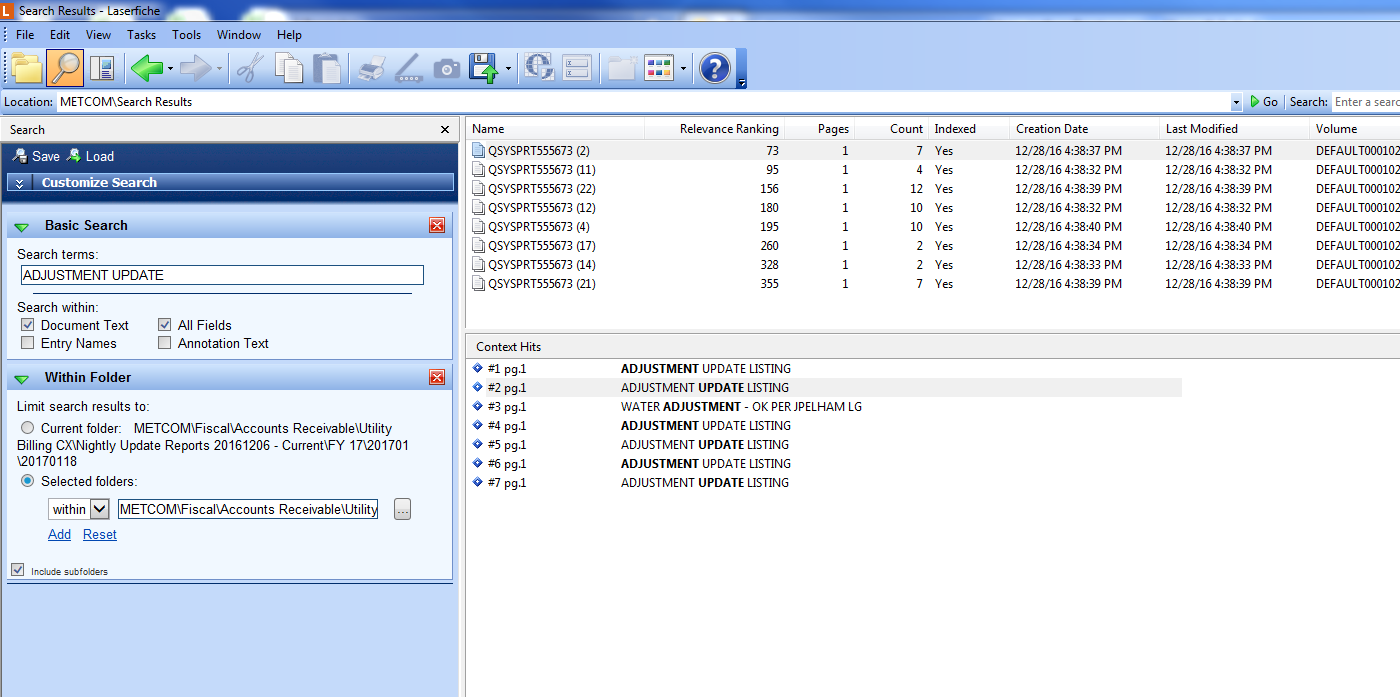 Search Results - Laserfiche
File Edit View Tasks Tools Window Help
Location: METCOM\Search Results Go Search: Enter a searc
Search
Save Load
Customize Search
Basic Search
Search terms:
ADJUSTMENT UPDATE
Search within:
Document Text All Fields
Entry Names Annotation Text
Within Folder
Limit search results to:
Current folder: METCOM\Fiscal\Accounts Receivable\Utility
Billing CX\Nightly Update Reports 20161206 - Current\FY 17\201701
\20170118
Selected folders:
within METCOM\Fiscal\Accounts Receivable\Utility ...
Add Reset
Include subfolders
Name Relevance Ranking Pages Count Indexed Creation Date Last Modified Volume
QSYSPRT555673 (2) 73 1 7 Yes 12/28/16 4:38:37 PM 12/28/16 4:38:37 PM DEFAULT000102
QSYSPRT555673 (11) 95 1 4 Yes 12/28/16 4:38:32 PM 12/28/16 4:38:32 PM DEFAULT000102
QSYSPRT555673 (22) 156 1 12 Yes 12/28/16 4:38:39 PM 12/28/16 4:38:39 PM DEFAULT000102
QSYSPRT555673 (12) 180 1 10 Yes 12/28/16 4:38:32 PM 12/28/16 4:38:32 PM DEFAULT000102
QSYSPRT555673 (4) 195 1 10 Yes 12/28/16 4:38:40 PM 12/28/16 4:38:40 PM DEFAULT000102
QSYSPRT555673 (17) 260 1 2 Yes 12/28/16 4:38:34 PM 12/28/16 4:38:34 PM DEFAULT000102
QSYSPRT555673 (14) 328 1 2 Yes 12/28/16 4:38:33 PM 12/28/16 4:38:33 PM DEFAULT000102
QSYSPRT555673 (21) 355 1 7 Yes 12/28/16 4:38:39 PM 12/28/16 4:38:39 PM DEFAULT000102
Context Hits
#1 pg.1 ADJUSTMENT UPDATE LISTING
#2 pg.1 ADJUSTMENT UPDATE LISTING
#3 pg.1 WATER ADJUSTMENT - OK PER JPELHAM LG
#4 pg.1 ADJUSTMENT UPDATE LISTING
#5 pg.1 ADJUSTMENT UPDATE LISTING
#6 pg.1 ADJUSTMENT UPDATE LISTING
#7 pg.1 ADJUSTMENT UPDATE LISTING